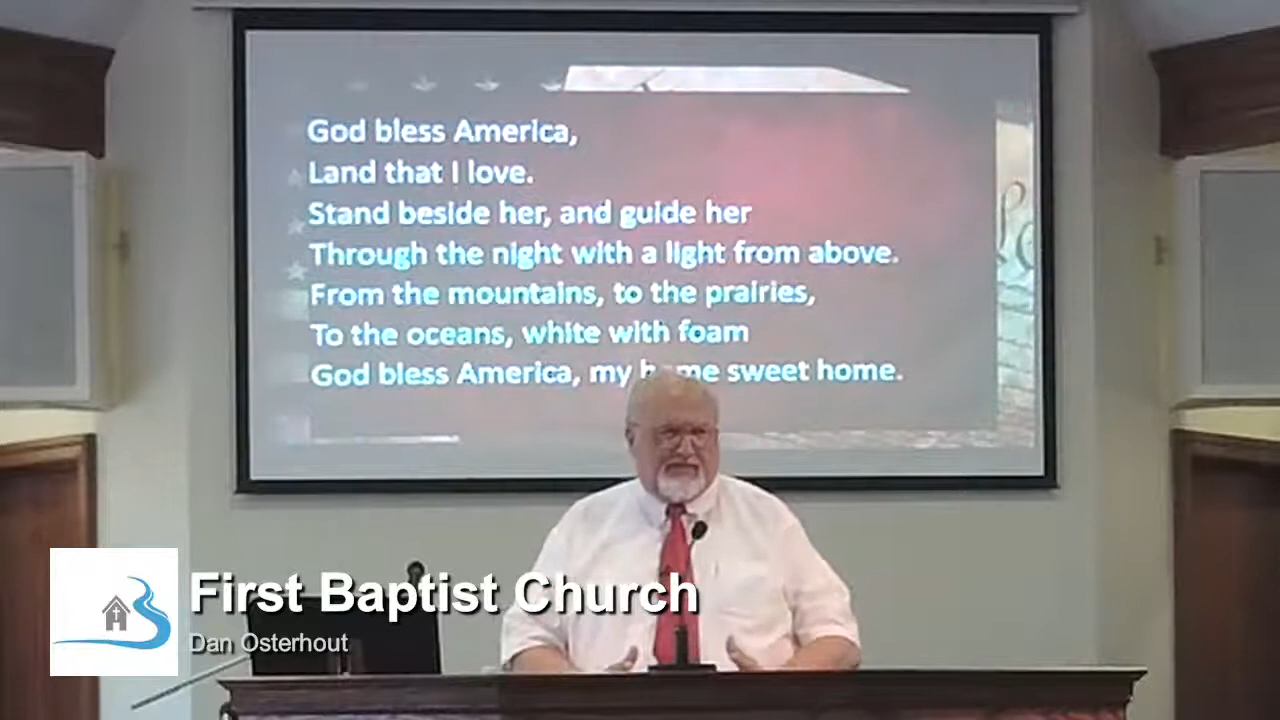 God bless America,
Land that I love.
Stand beside her, and guide her
Through the night with a light from above.
From the mountains, to the prairies,
To the oceans, white with foam
God bless America, my home sweet home.
First Baptist Church
Dan Osterhout